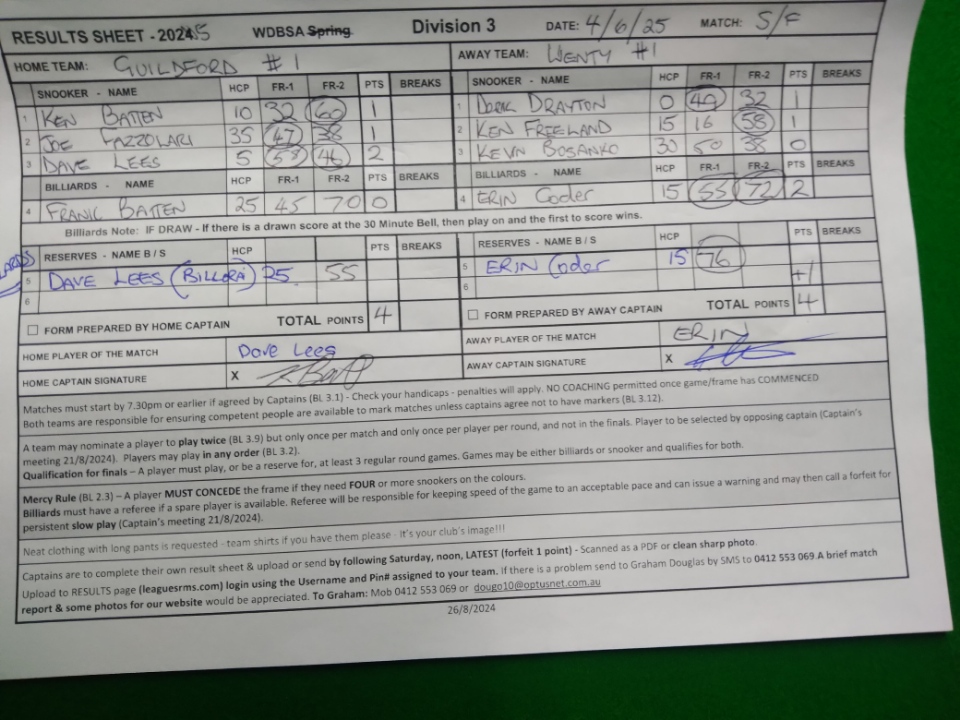 RESULTS SHEET - 20245 WDBSA Spring Division 3 DATE: 4/6/25 MATCH: S/F
HOME TEAM: GUILDFORD #1 AWAY TEAM: WENTY #1
SNOOKER - NAME HCP FR-1 FR-2 PTS BREAKS SNOOKER - NAME HCP FR-1 FR-2 PTS BREAKS
1 KEN BATTEN 10 32 60 1 1 DRAYTON 0 49 32 1
2 JOE FAZZOLARI 35 47 38 1 2 KEN FREELAND 15 16 58 1
3 DAVE LEES 5 58 46 2 3 KEVIN BOSANKO 30 50 38 0
BILLIARDS - NAME HCP FR-1 FR-2 PTS BREAKS BILLIARDS - NAME HCP FR-1 FR-2 PTS BREAKS
4 FRANK BATTEN 25 45 70 0 4 ERIN Coder 15 55 72 2
Billiards Note: IF DRAW - If there is a drawn score at the 30 Minute Bell, then play on and the first to score wins.
RESERVES - NAME B / S HCP PTS BREAKS RESERVES - NAME B / S HCP PTS BREAKS
5 DAVE LEES 25 55 5 ERIN Coder 15 76
6 6 +1
FORM PREPARED BY HOME CAPTAIN TOTAL POINTS 4 FORM PREPARED BY AWAY CAPTAIN TOTAL POINTS 4
HOME PLAYER OF THE MATCH Dave Lees AWAY PLAYER OF THE MATCH ERIN
HOME CAPTAIN SIGNATURE X AWAY CAPTAIN SIGNATURE X
Matches must start by 7.30pm or earlier if agreed by Captains (BL 3.1) - Check your handicaps - penalties will apply. NO COACHING permitted once game/frame has COMMENCED
Both teams are responsible for ensuring competent people are available to mark matches unless captains agree not to have markers (BL 3.12).
A team may nominate a player to play twice (BL 3.9) but only once per match and only once per player per round, and not in the finals. Player to be selected by opposing captain (Captain's
meeting 21/8/2024). Players may play in any order (BL 3.2).
Qualification for finals – A player must play, or be a reserve for, at least 3 regular round games. Games may be either billiards or snooker and qualifies for both.
Mercy Rule (BL 2.3) – A player MUST CONCEDE the frame if they need FOUR or more snookers on the colours.
Billiards must have a referee if a spare player is available. Referee will be responsible for keeping speed of the game to an acceptable pace and can issue a warning and may then call a forfeit for
persistent slow play (Captain's meeting 21/8/2024).
Neat clothing with long pants is requested - team shirts if you have them please - it's your club's image!!!
Captains are to complete their own result sheet & upload or send by following Saturday, noon, LATEST (forfeit 1 point) - Scanned as a PDF or clean sharp photo
Upload to RESULTS page (leaguesrms.com) login using the Username and Pin# assigned to your team. If there is a problem send to Graham Douglas by SMS to 0412 553 069 A brief match
report & some photos for our website would be appreciated. To Graham: Mob 0412 553 069 or dougo10@optusnet.com.au
26/8/2024